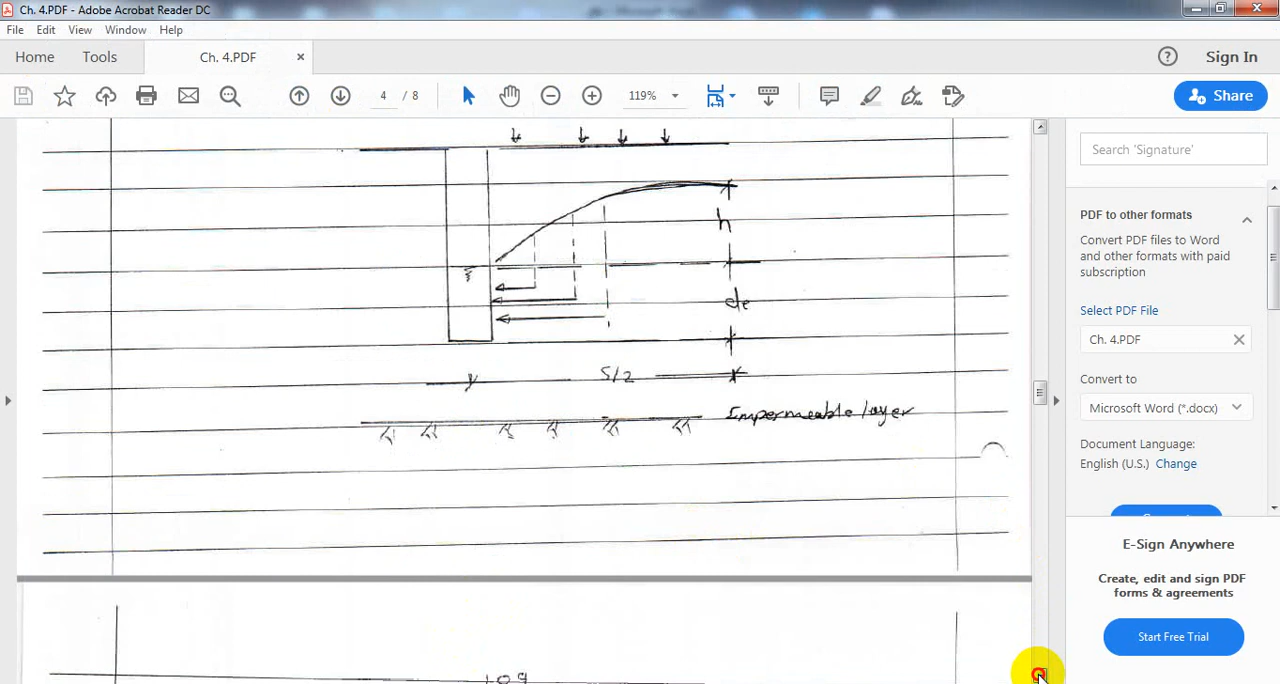 Ch. 4.PDF - Adobe Acrobat Reader DC
File Edit View Window Help
Home Tools Ch. 4.PDF × Sign In
4 / 8 119% Share
h
de
S/2
Impermeable layer
109
Search 'Signature'
PDF to other formats
Convert PDF files to Word
and other formats with paid
subscription
Select PDF File
Ch. 4.PDF
Convert to
Microsoft Word (*.docx)
Document Language:
English (U.S.) Change
E-Sign Anywhere
Create, edit and sign PDF
forms & agreements
Start Free Trial